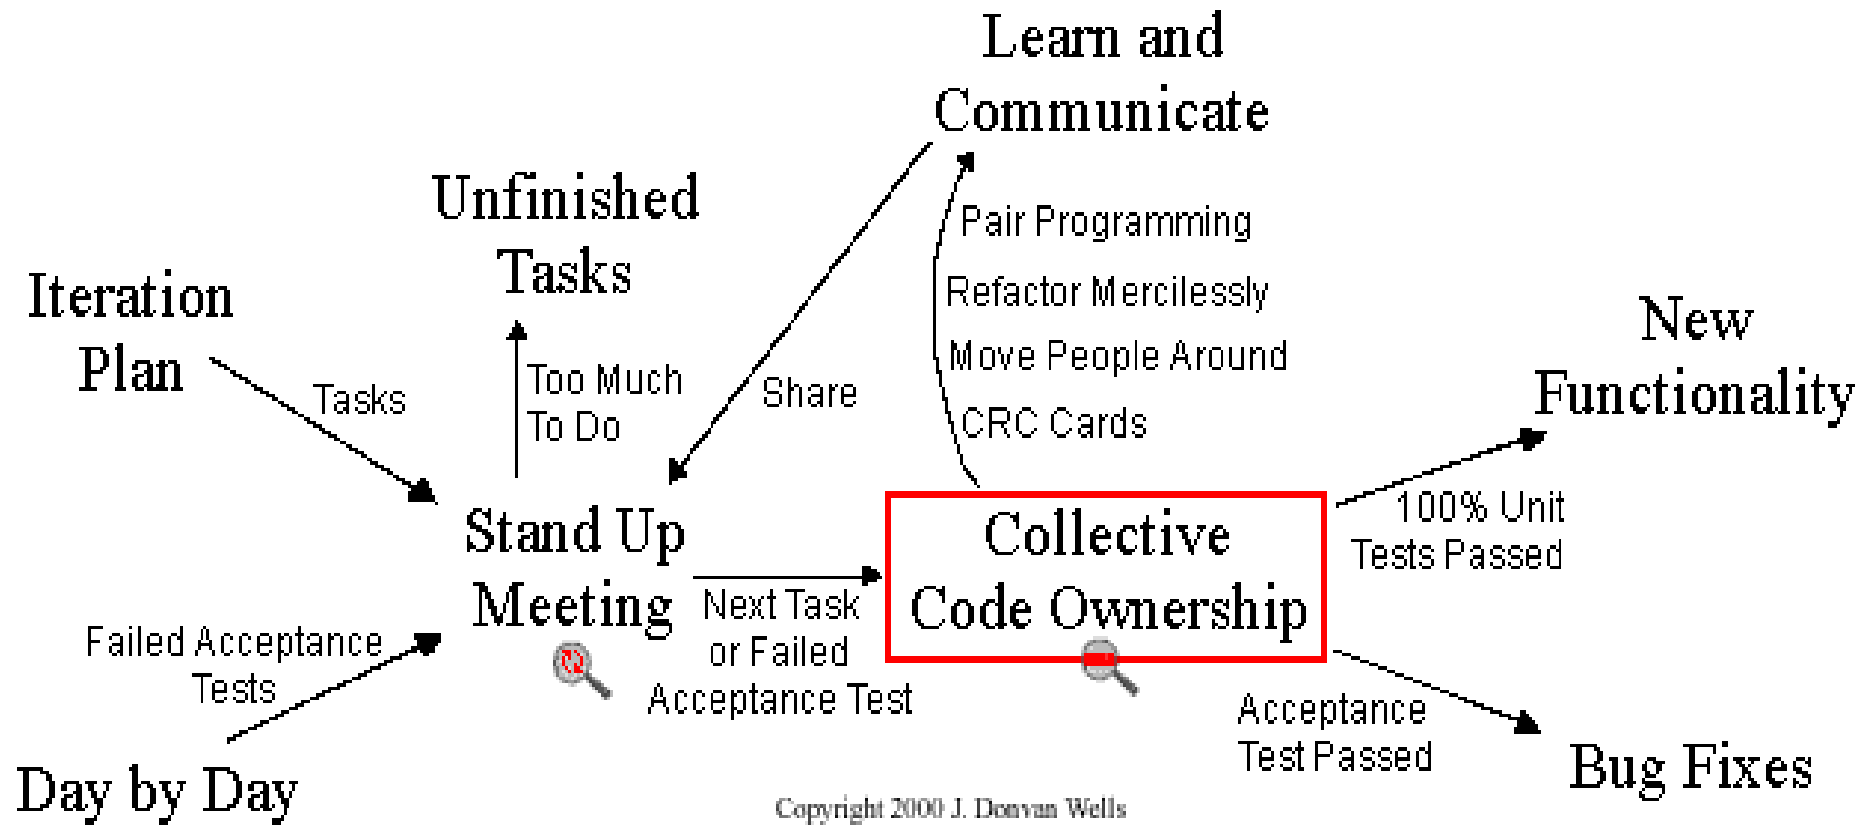 Learn and
Communicate
Unfinished
Tasks
Pair Programming
Refactor Mercilessly
Move People Around
CRC Cards
Iteration
Plan
Tasks
Too Much
To Do
Share
New
Functionality
Stand Up
Meeting
Next Task
or Failed
Acceptance Test
Collective
Code Ownership
100% Unit
Tests Passed
Failed Acceptance
Tests
Day by Day
Acceptance
Test Passed
Bug Fixes
Copyright 2000 J. Donvan Wells